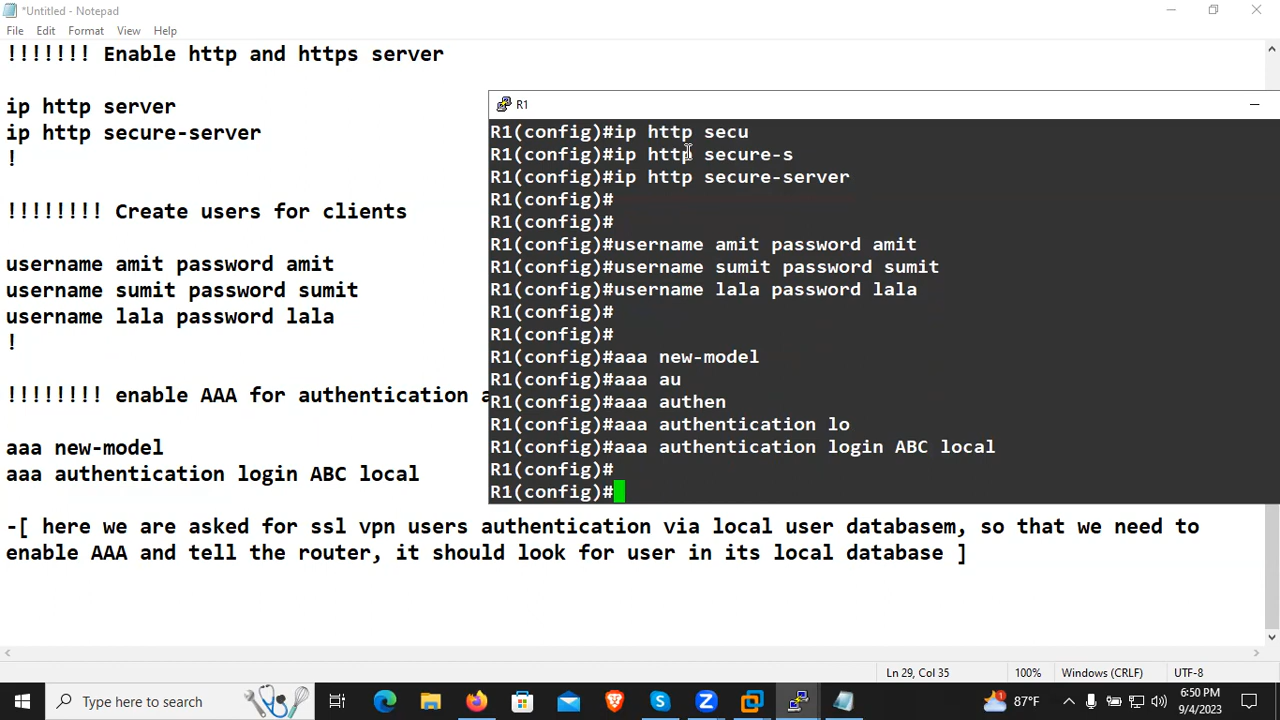 *Untitled - Notepad
File Edit Format View Help
!!!!!!! Enable http and https server
ip http server
ip http secure-server
!
!!!!!!!! Create users for clients
username amit password amit
username sumit password sumit
username lala password lala
!
!!!!!!!! enable AAA for authentication a
aaa new-model
aaa authentication login ABC local
-[ here we are asked for ssl vpn users authentication via local user databasem, so that we need to
enable AAA and tell the router, it should look for user in its local database ]
R1
R1(config)#ip http secu
R1(config)#ip http secure-s
R1(config)#ip http secure-server
R1(config)#
R1(config)#
R1(config)#username amit password amit
R1(config)#username sumit password sumit
R1(config)#username lala password lala
R1(config)#
R1(config)#
R1(config)#aaa new-model
R1(config)#aaa au
R1(config)#aaa authen
R1(config)#aaa authentication lo
R1(config)#aaa authentication login ABC local
R1(config)#
R1(config)#
Ln 29, Col 35 100% Windows (CRLF) UTF-8
Type here to search
87°F
6:50 PM
9/4/2023